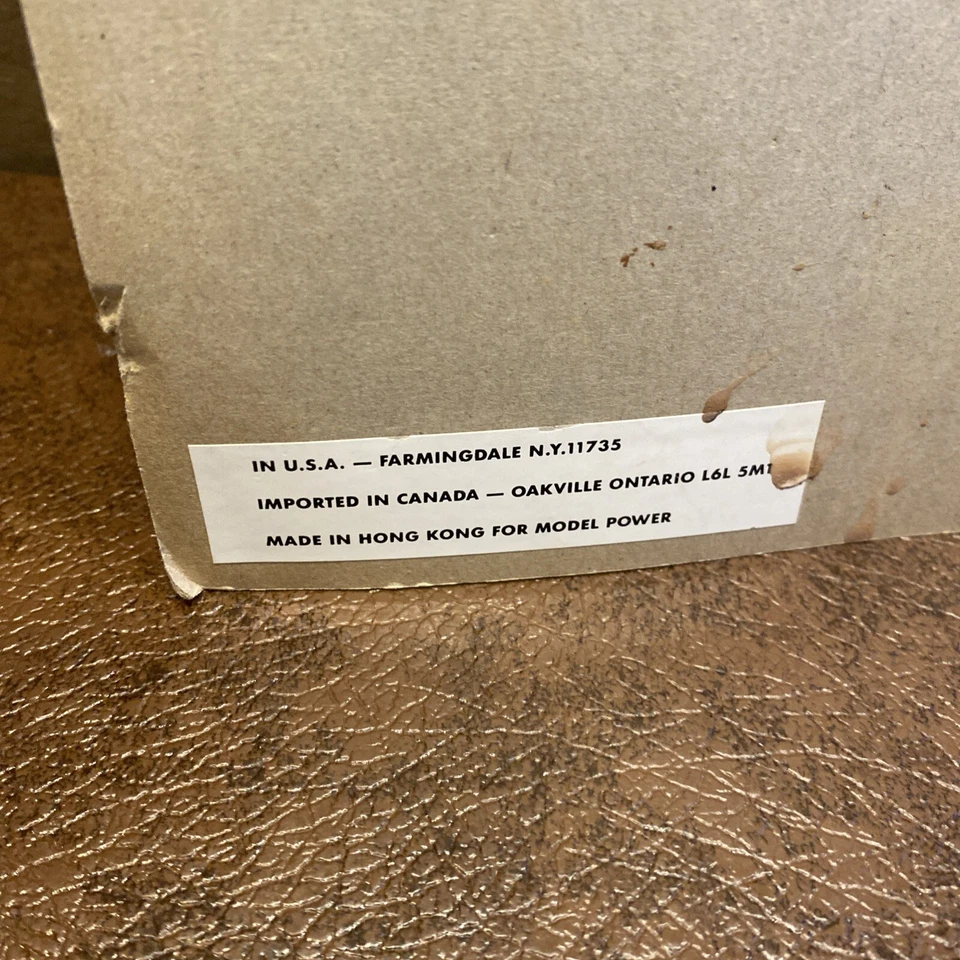 IN U.S.A. — FARMINGDALE N.Y.11735
IMPORTED IN CANADA — OAKVILLE ONTARIO L6L 5M1
MADE IN HONG KONG FOR MODEL POWER